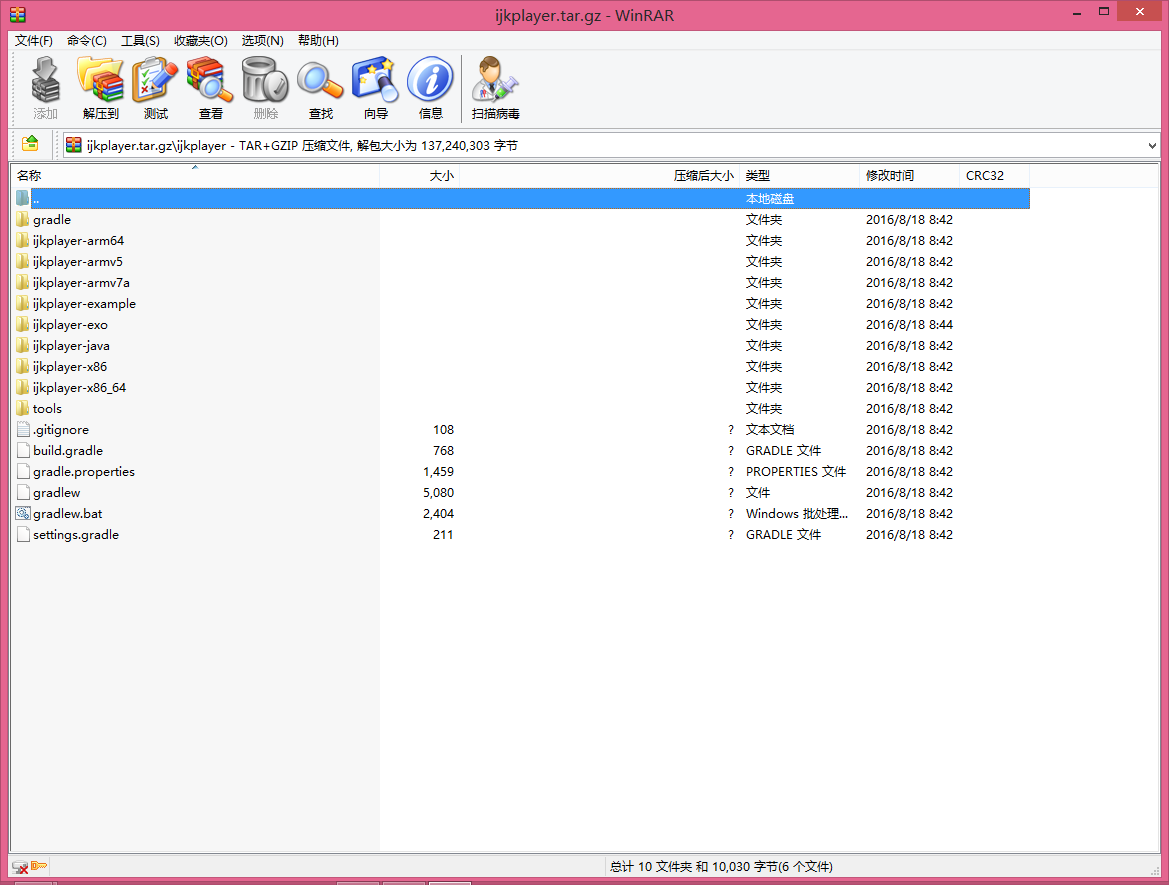 ijkplayer.tar.gz - WinRAR
文件(F) 命令(C) 工具(S) 收藏夹(O) 选项(N) 帮助(H)
添加 解压到 测试 查看 删除 查找 向导 信息 扫描病毒
ijkplayer.tar.gz\ijkplayer - TAR+GZIP 压缩文件, 解包大小为 137,240,303 字节
名称 大小 压缩后大小 类型 修改时间 CRC32
.. 本地磁盘
gradle 文件夹 2016/8/18 8:42
ijkplayer-arm64 文件夹 2016/8/18 8:42
ijkplayer-armv5 文件夹 2016/8/18 8:42
ijkplayer-armv7a 文件夹 2016/8/18 8:42
ijkplayer-example 文件夹 2016/8/18 8:42
ijkplayer-exo 文件夹 2016/8/18 8:44
ijkplayer-java 文件夹 2016/8/18 8:42
ijkplayer-x86 文件夹 2016/8/18 8:42
ijkplayer-x86_64 文件夹 2016/8/18 8:42
tools 文件夹 2016/8/18 8:42
.gitignore 108 ? 文本文档 2016/8/18 8:42
build.gradle 768 ? GRADLE 文件 2016/8/18 8:42
gradle.properties 1,459 ? PROPERTIES 文件 2016/8/18 8:42
gradlew 5,080 ? 文件 2016/8/18 8:42
gradlew.bat 2,404 ? Windows 批处理... 2016/8/18 8:42
settings.gradle 211 ? GRADLE 文件 2016/8/18 8:42
总计 10 文件夹 和 10,030 字节(6 个文件)